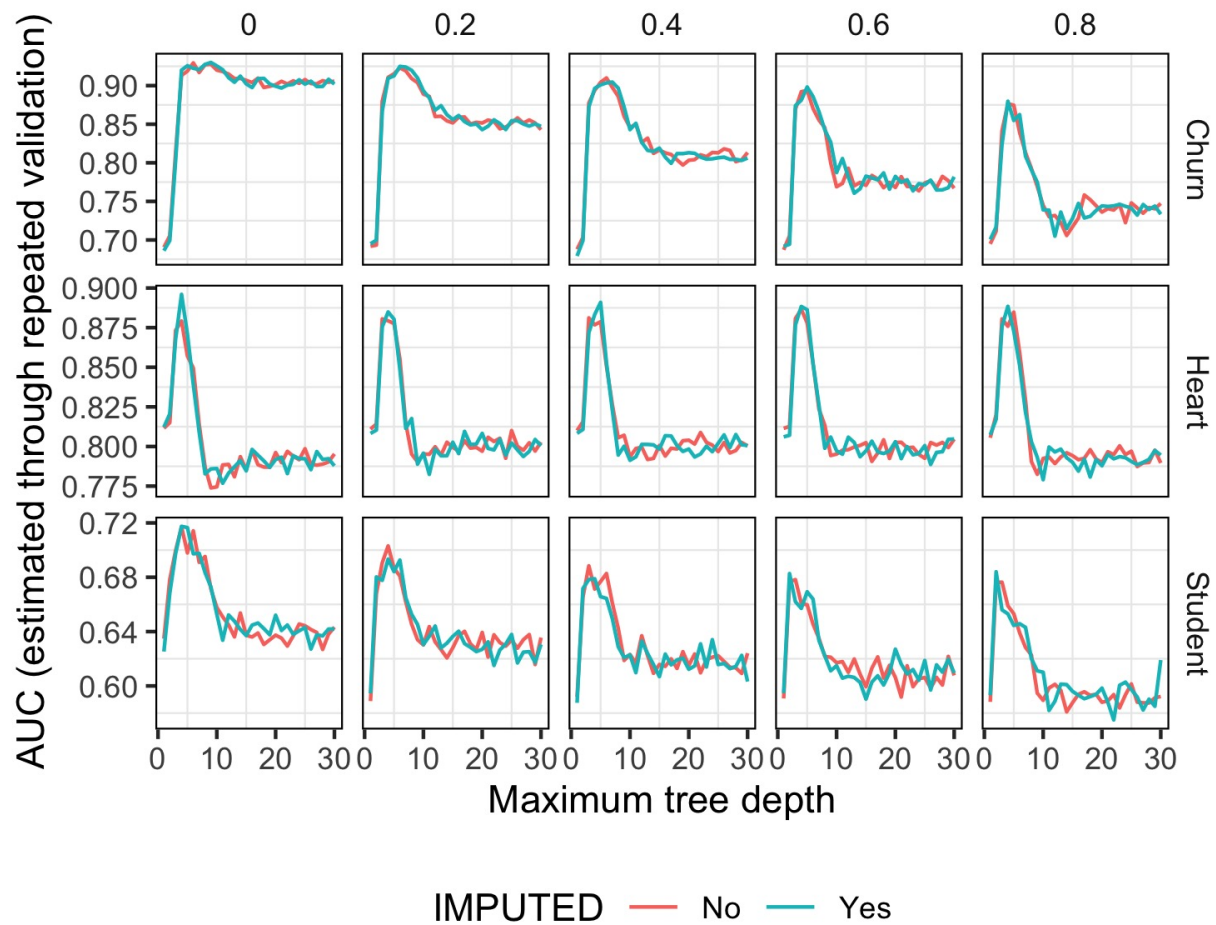 0 0.2 0.4 0.6 0.8
AUC (estimated through repeated validation)
0.90
0.85
0.80
0.75
0.70
Churn
0.900
0.875
0.850
0.825
0.800
0.775
Heart
0.72
0.68
0.64
0.60
Student
0 10 20 30 0 10 20 30 0 10 20 30 0 10 20 30 0 10 20 30
Maximum tree depth
IMPUTED No Yes